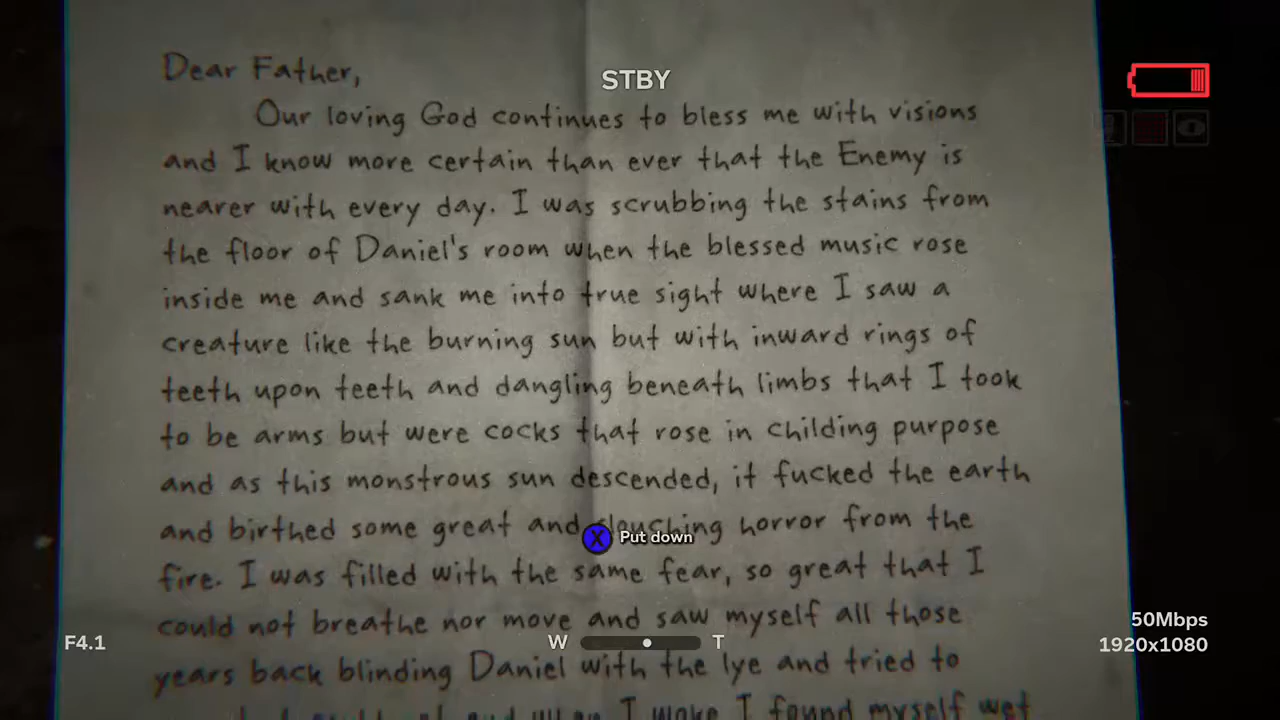 Dear Father,
STBY
Our loving God continues to bless me with visions
and I know more certain than ever that the Enemy is
nearer with every day. I was scrubbing the stains from
the floor of Daniel's room when the blessed music rose
inside me and sank me into true sight where I saw a
creature like the burning sun but with inward rings of
teeth upon teeth and dangling beneath limbs that I took
to be arms but were cocks that rose in childing purpose
and as this monstrous sun descended, it fucked the earth
and birthed some great and slouching horror from the
X Put down
fire. I was filled with the same fear, so great that I
could not breathe nor move and saw myself all those
50Mbps
F4.1 W T 1920x1080
years back blinding Daniel with the lye and tried to
and when I woke I found myself wet